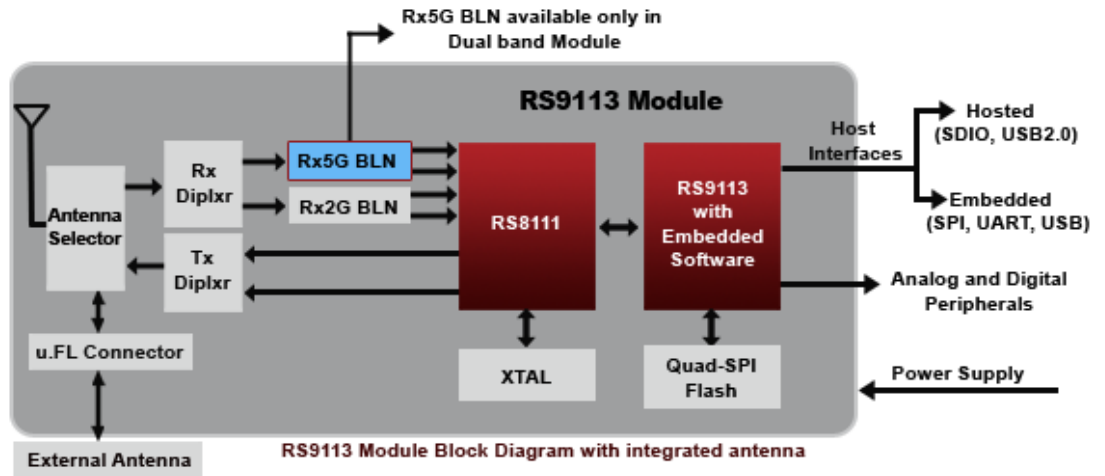 Rx5G BLN available only in
Dual band Module
RS9113 Module
Host
Interfaces
Hosted
(SDIO, USB2.0)
Embedded
(SPI, UART, USB)
Antenna
Selector
Rx
Diplxr
Rx5G BLN
Rx2G BLN
Tx
Diplxr
RS8111
RS9113
with
Embedded
Software
Analog and Digital
Peripherals
u.FL Connector
XTAL
Quad-SPI
Flash
Power Supply
External Antenna
RS9113 Module Block Diagram with integrated antenna